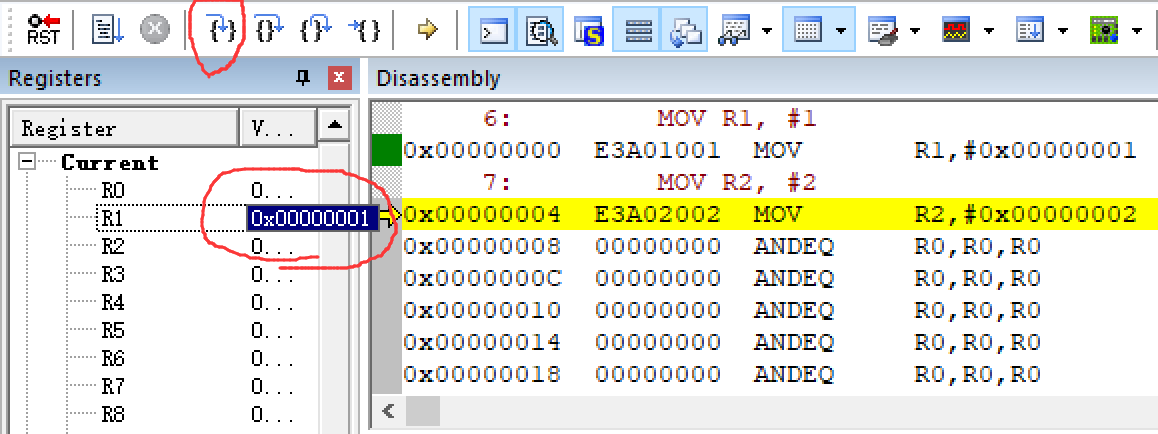 RST
{} {} {} {}
S
Registers
Disassembly
Register V...
Current
R0 0...
R1 0x00000001
R2 0...
R3 0...
R4 0...
R5 0...
R6 0...
R7 0...
R8 0...
6: MOV R1, #1
0x00000000 E3A01001 MOV R1,#0x00000001
7: MOV R2, #2
0x00000004 E3A02002 MOV R2,#0x00000002
0x00000008 00000000 ANDEQ R0,R0,R0
0x0000000C 00000000 ANDEQ R0,R0,R0
0x00000010 00000000 ANDEQ R0,R0,R0
0x00000014 00000000 ANDEQ R0,R0,R0
0x00000018 00000000 ANDEQ R0,R0,R0